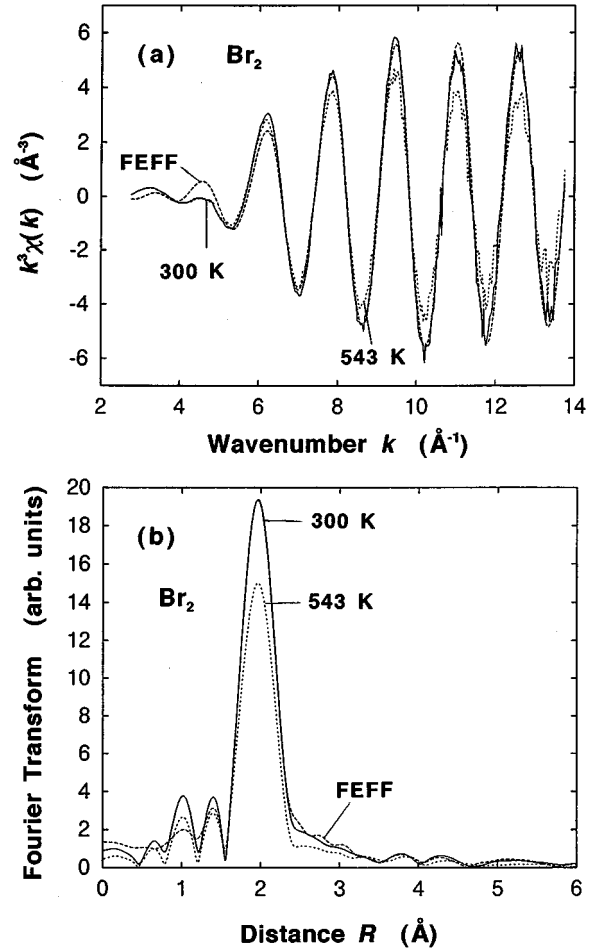 (a) Br₂
6
4
2
0
-2
-4
-6
FEFF
300 K
543 K
k³χ(k) (Å⁻³)
2 4 6 8 10 12 14
Wavenumber k (Å⁻¹)
20
18
16
14
12
10
8
6
4
2
0
(b)
300 K
Br₂
543 K
FEFF
Fourier Transform (arb. units)
0 1 2 3 4 5 6
Distance R (Å)